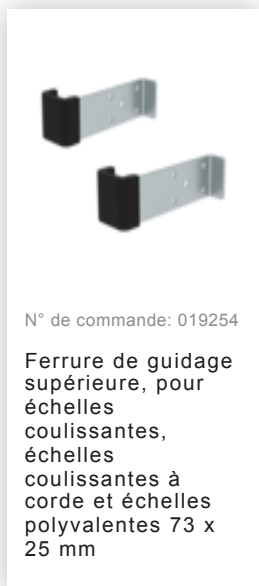 N° de commande: 019254
Ferrure de guidage
supérieure, pour
échelles
coulissantes,
échelles
coulissantes à
corde et échelles
polyvalentes 73 x
25 mm